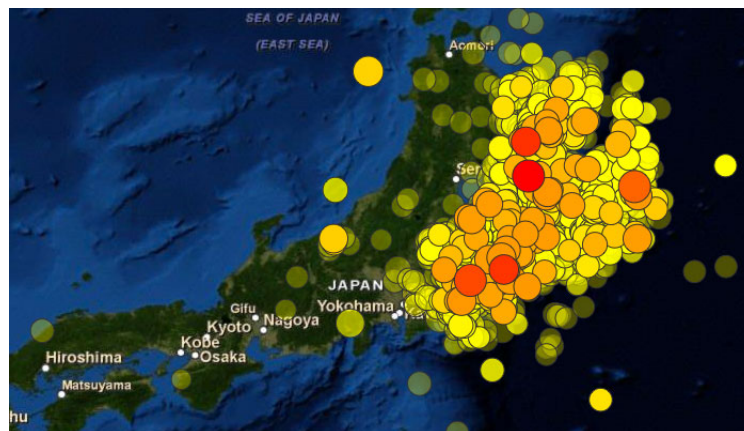 SEA OF JAPAN
(EAST SEA)
Aomori
JAPAN
Gifu
Yokohama
Kyoto
Nagoya
Kobe
Osaka
Hiroshima
Matsuyama